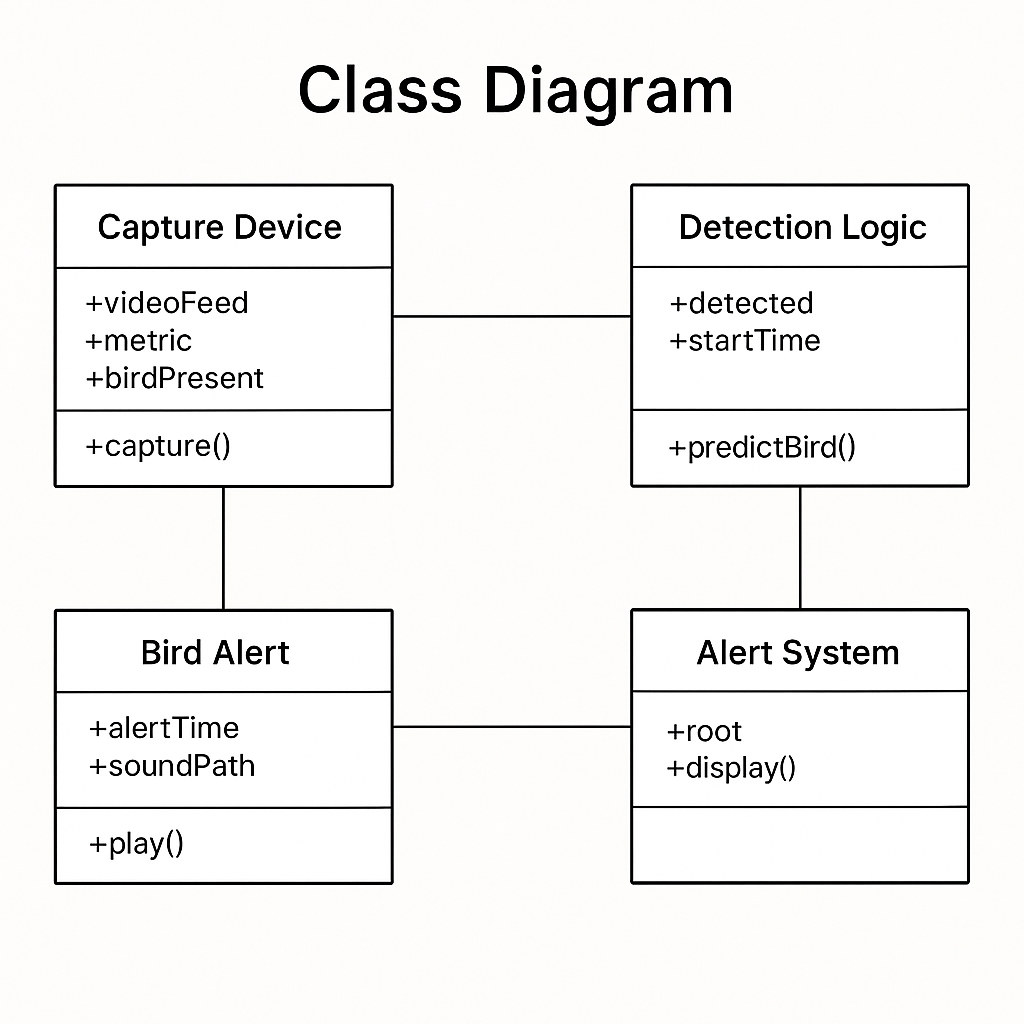 Class Diagram
Capture Device
+videoFeed
+metric
+birdPresent
+capture()
Detection Logic
+detected
+startTime
+predictBird()
Bird Alert
+alertTime
+soundPath
+play()
Alert System
+root
+display()